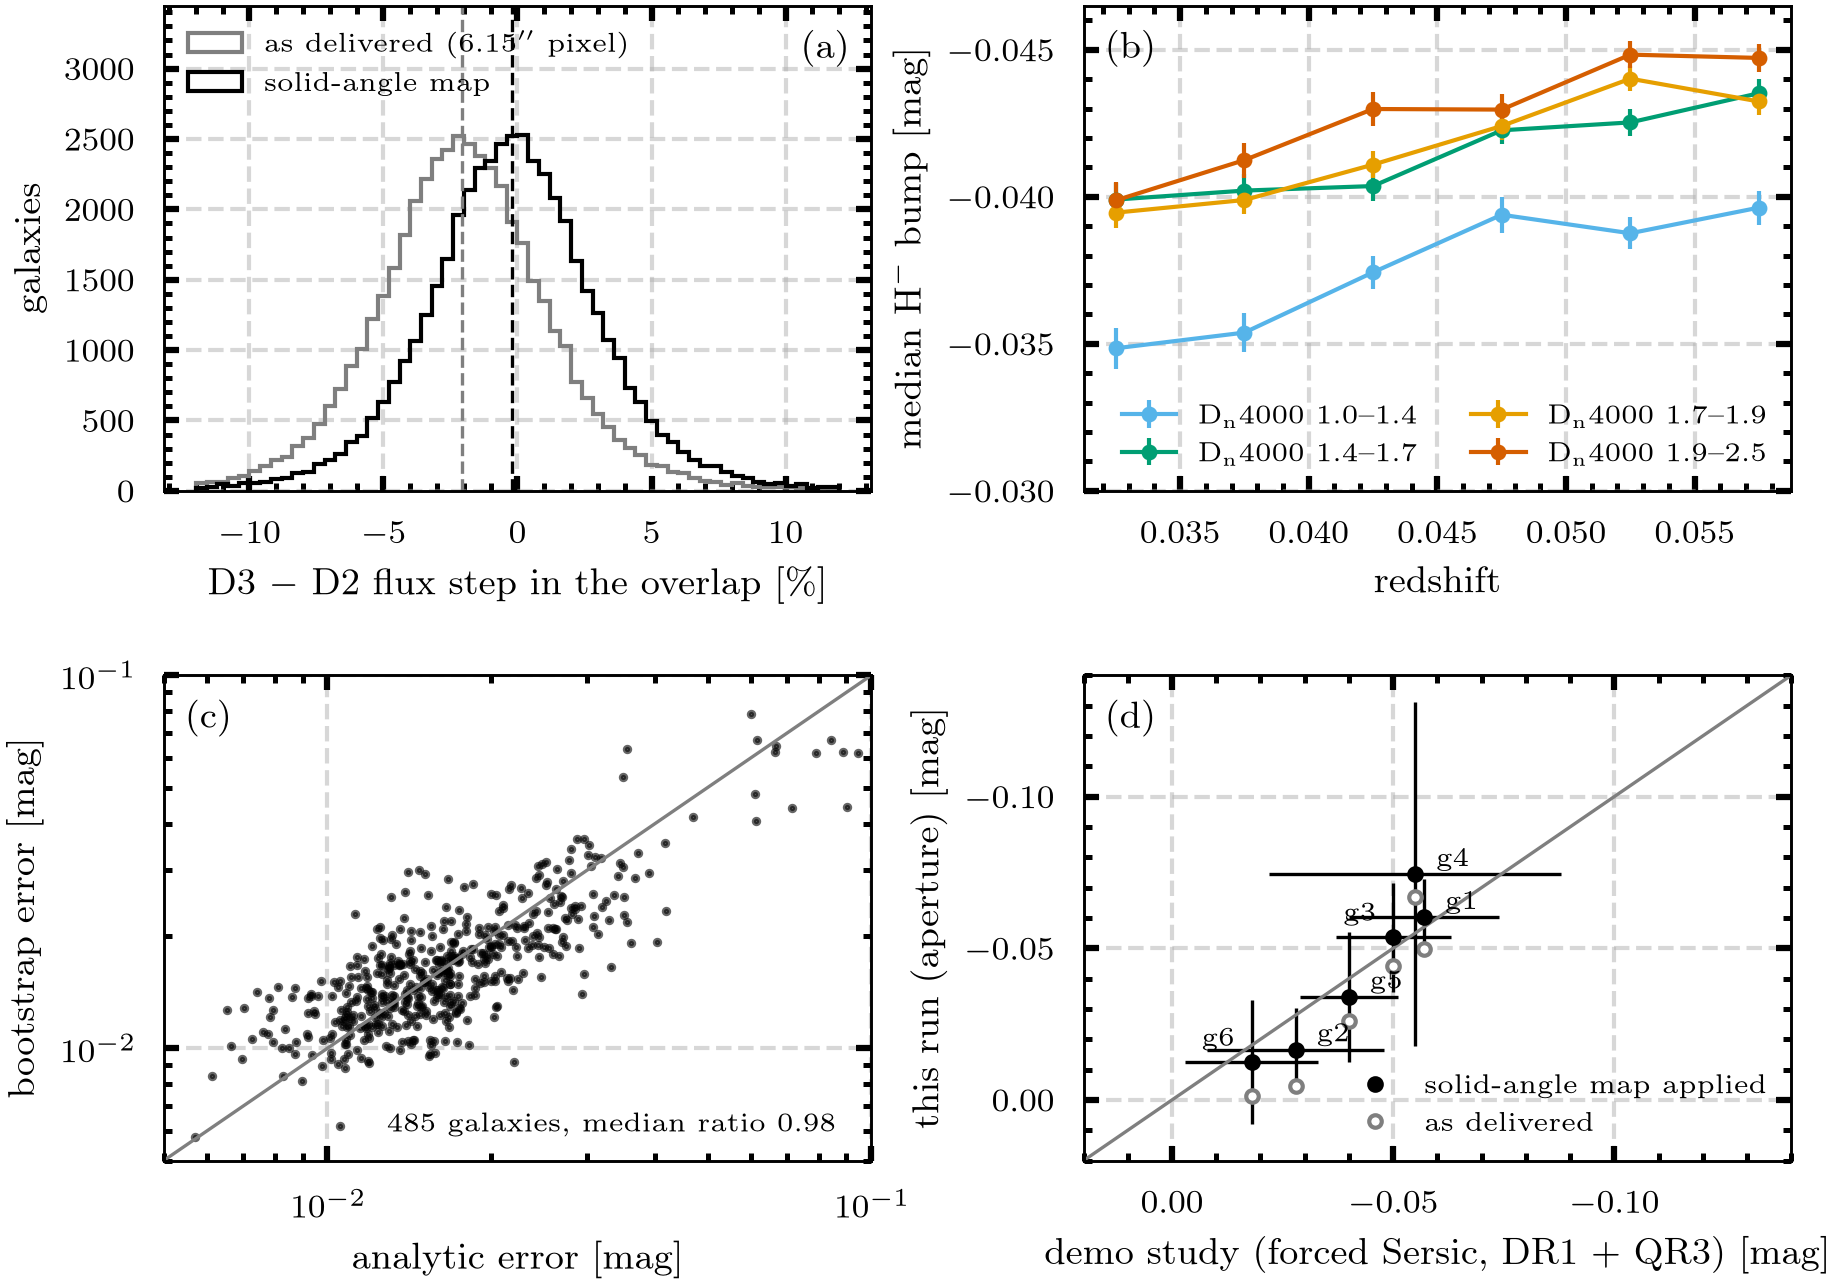 as delivered (6.15″ pixel)
solid-angle map
(a)
galaxies
3000
2500
2000
1500
1000
500
0
−10
−5
0
5
10
D3 − D2 flux step in the overlap [%]
(b)
median H⁻ bump [mag]
−0.045
−0.040
−0.035
−0.030
Dₙ4000 1.0–1.4
Dₙ4000 1.4–1.7
Dₙ4000 1.7–1.9
Dₙ4000 1.9–2.5
0.035
0.040
0.045
0.050
0.055
redshift
(c)
bootstrap error [mag]
10⁻¹
10⁻²
485 galaxies, median ratio 0.98
10⁻²
10⁻¹
analytic error [mag]
(d)
this run (aperture) [mag]
−0.10
−0.05
0.00
g4
g1
g3
g5
g2
g6
solid-angle map applied
as delivered
0.00
−0.05
−0.10
demo study (forced Sersic, DR1 + QR3) [mag]